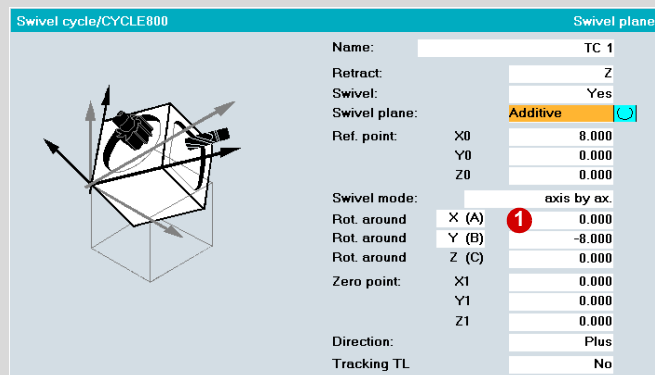 Swivel cycle/CYCLE800 Swivel plane
Name: TC 1
Retract: Z
Swivel: Yes
Swivel plane: Additive
Ref. point: X0 8.000
Y0 0.000
Z0 0.000
Swivel mode: axis by ax.
Rot. around X (A) 1 0.000
Rot. around Y (B) -8.000
Rot. around Z (C) 0.000
Zero point: X1 0.000
Y1 0.000
Z1 0.000
Direction: Plus
Tracking TL No